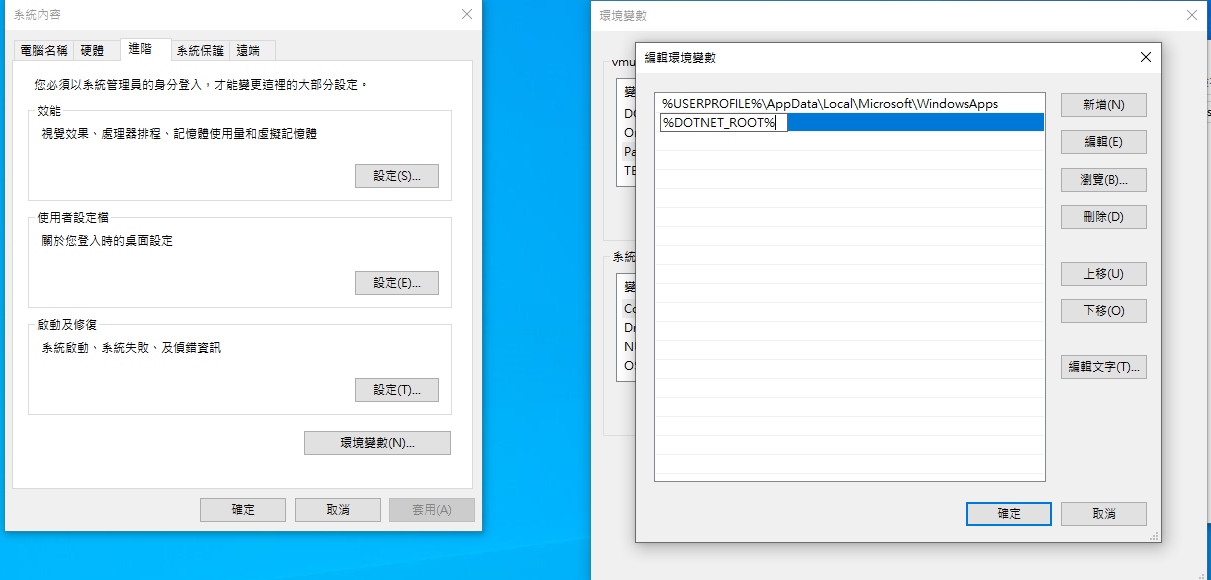 系統內容
電腦名稱 硬體 進階 系統保護 遠端
您必須以系統管理員的身分登入，才能變更這裡的大部分設定。
效能
視覺效果、處理器排程、記憶體使用量和虛擬記憶體
設定(S)...
使用者設定檔
關於您登入時的桌面設定
設定(E)...
啟動及修復
系統啟動、系統失敗、及偵錯資訊
設定(T)...
環境變數(N)...
確定 取消 套用(A)
環境變數
vmu
變
DC
On
Pa
TE
系統
變
Co
Dr
NU
OS
編輯環境變數
%USERPROFILE%\AppData\Local\Microsoft\WindowsApps
%DOTNET_ROOT%
新增(N)
編輯(E)
瀏覽(B)...
刪除(D)
上移(U)
下移(O)
編輯文字(T)...
確定 取消